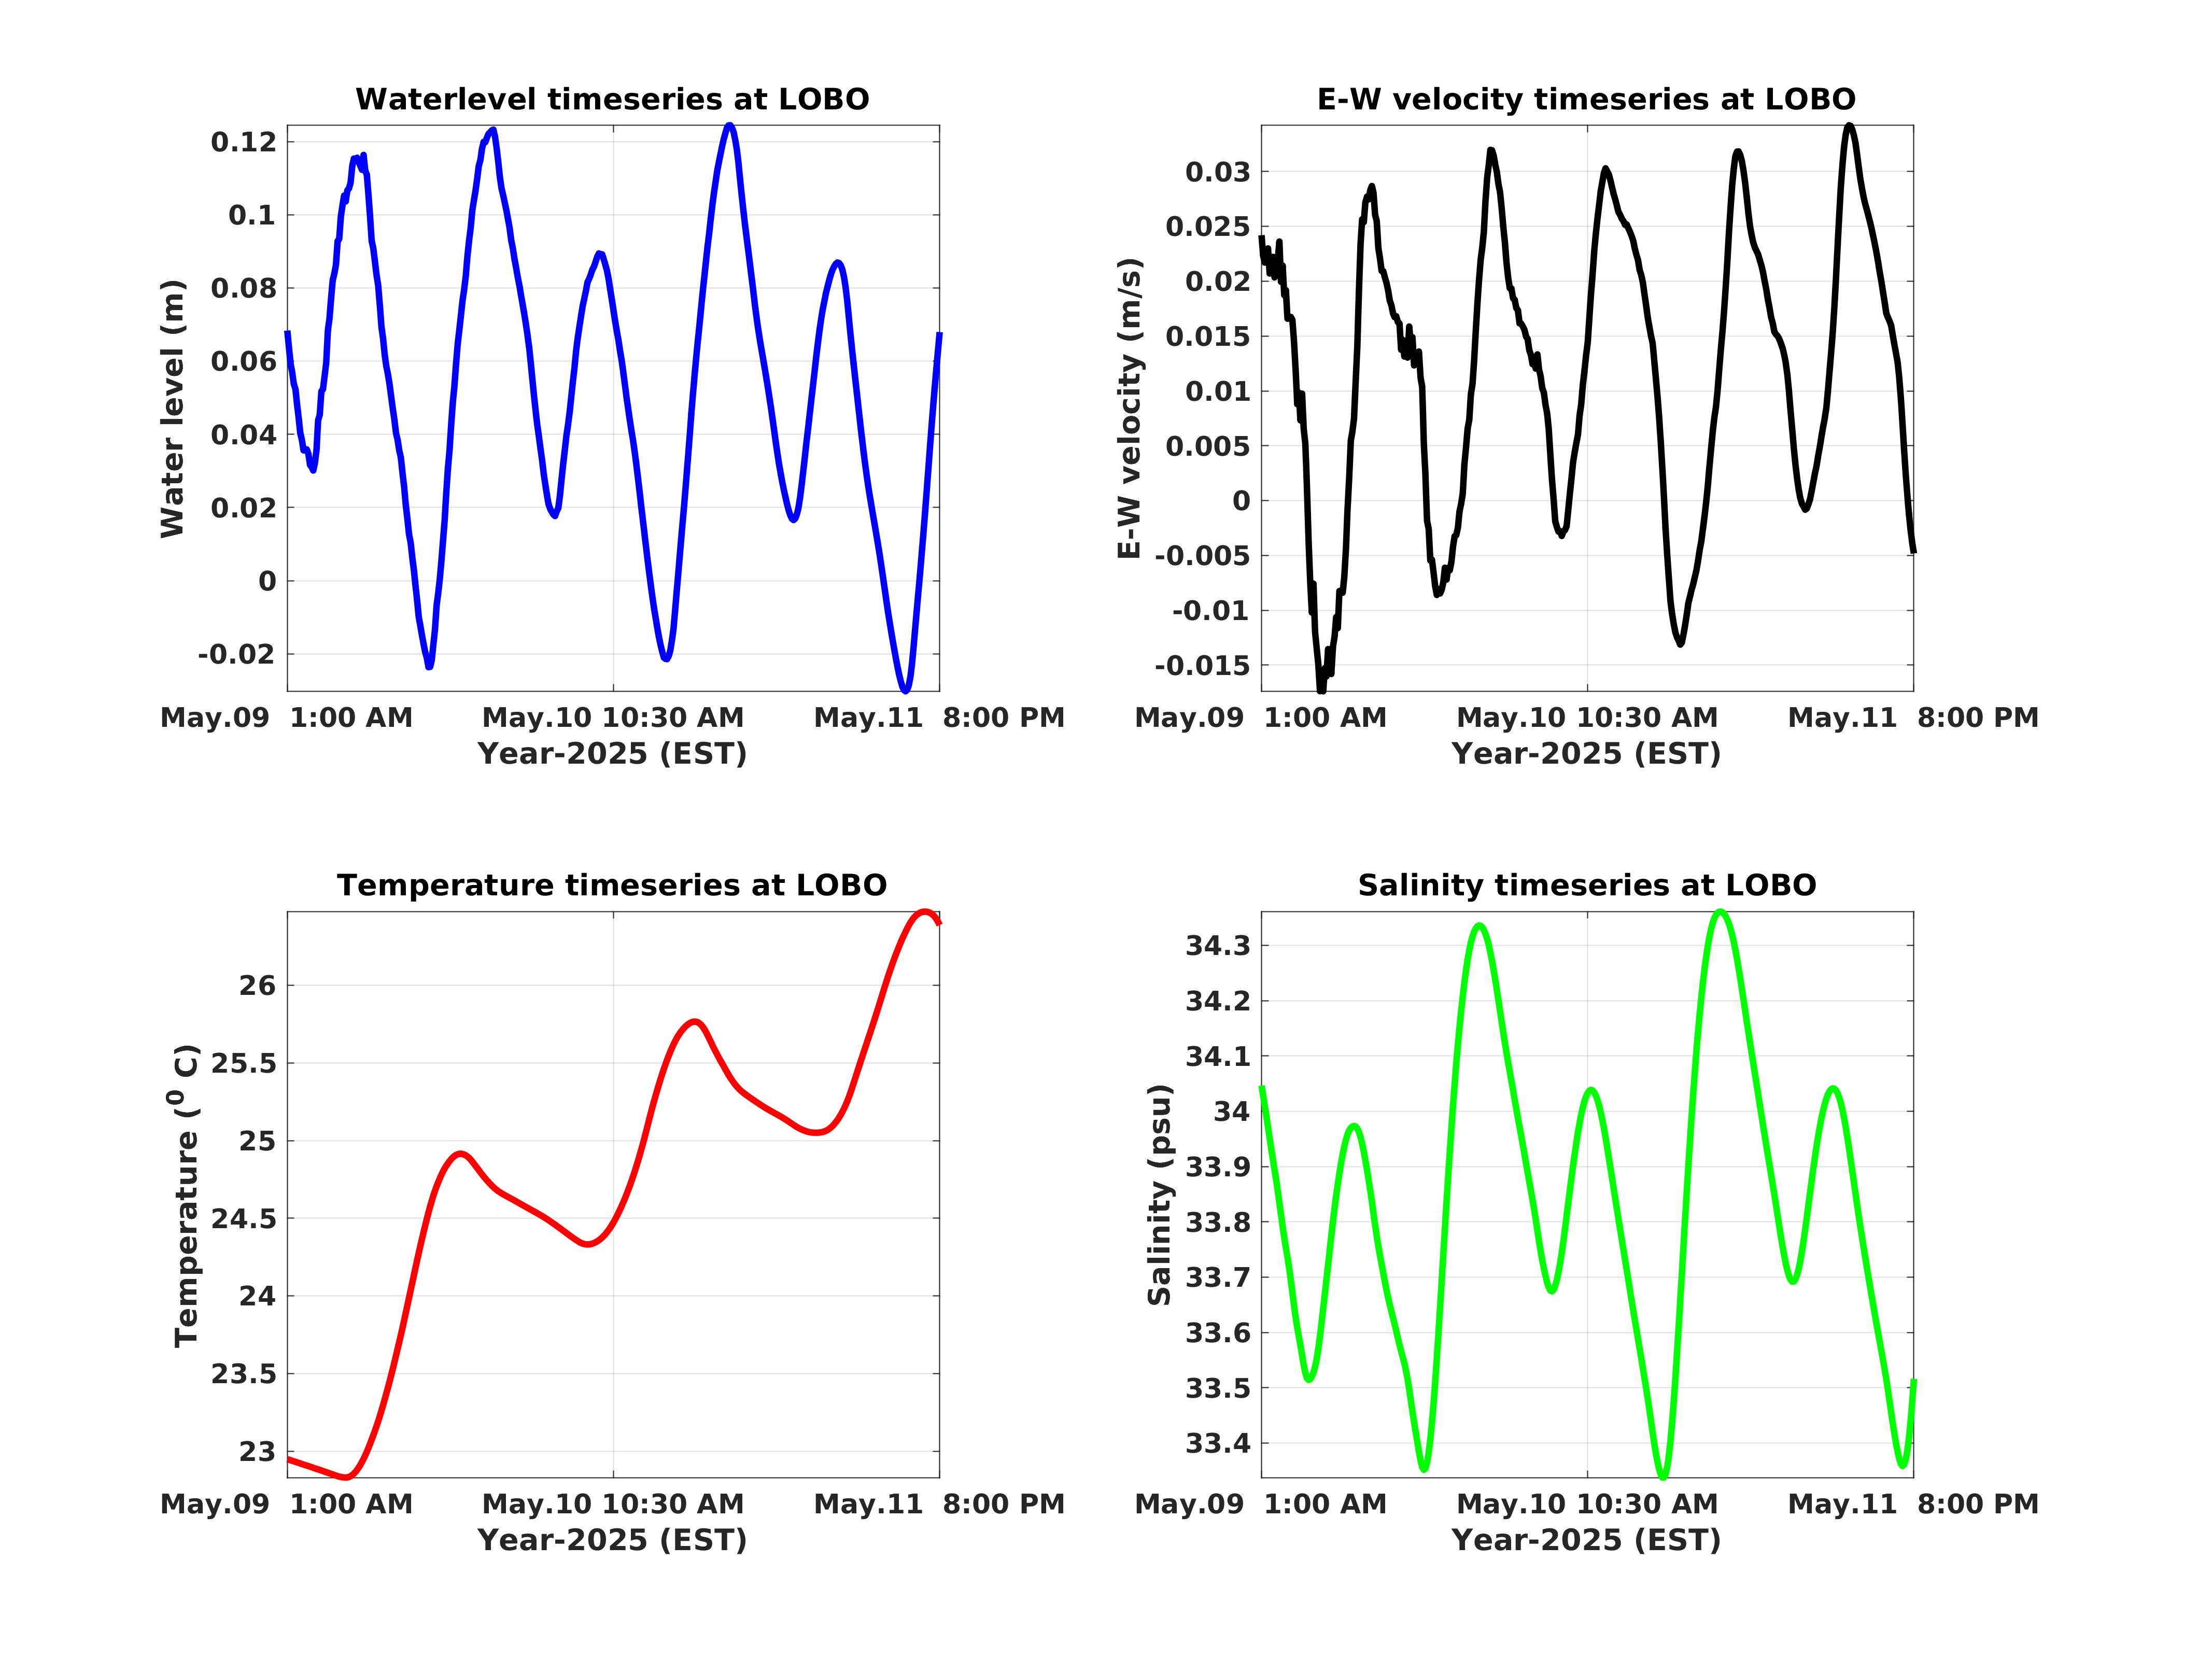 Waterlevel timeseries at LOBO
0.12
0.1
0.08
0.06
0.04
0.02
0
-0.02
Water level (m)
May.09 1:00 AM May.10 10:30 AM May.11 8:00 PM
Year-2025 (EST)
E-W velocity timeseries at LOBO
0.03
0.025
0.02
0.015
0.01
0.005
0
-0.005
-0.01
-0.015
E-W velocity (m/s)
May.09 1:00 AM May.10 10:30 AM May.11 8:00 PM
Year-2025 (EST)
Temperature timeseries at LOBO
26
25.5
25
24.5
24
23.5
23
Temperature (⁰ C)
May.09 1:00 AM May.10 10:30 AM May.11 8:00 PM
Year-2025 (EST)
Salinity timeseries at LOBO
34.3
34.2
34.1
34
33.9
33.8
33.7
33.6
33.5
33.4
Salinity (psu)
May.09 1:00 AM May.10 10:30 AM May.11 8:00 PM
Year-2025 (EST)